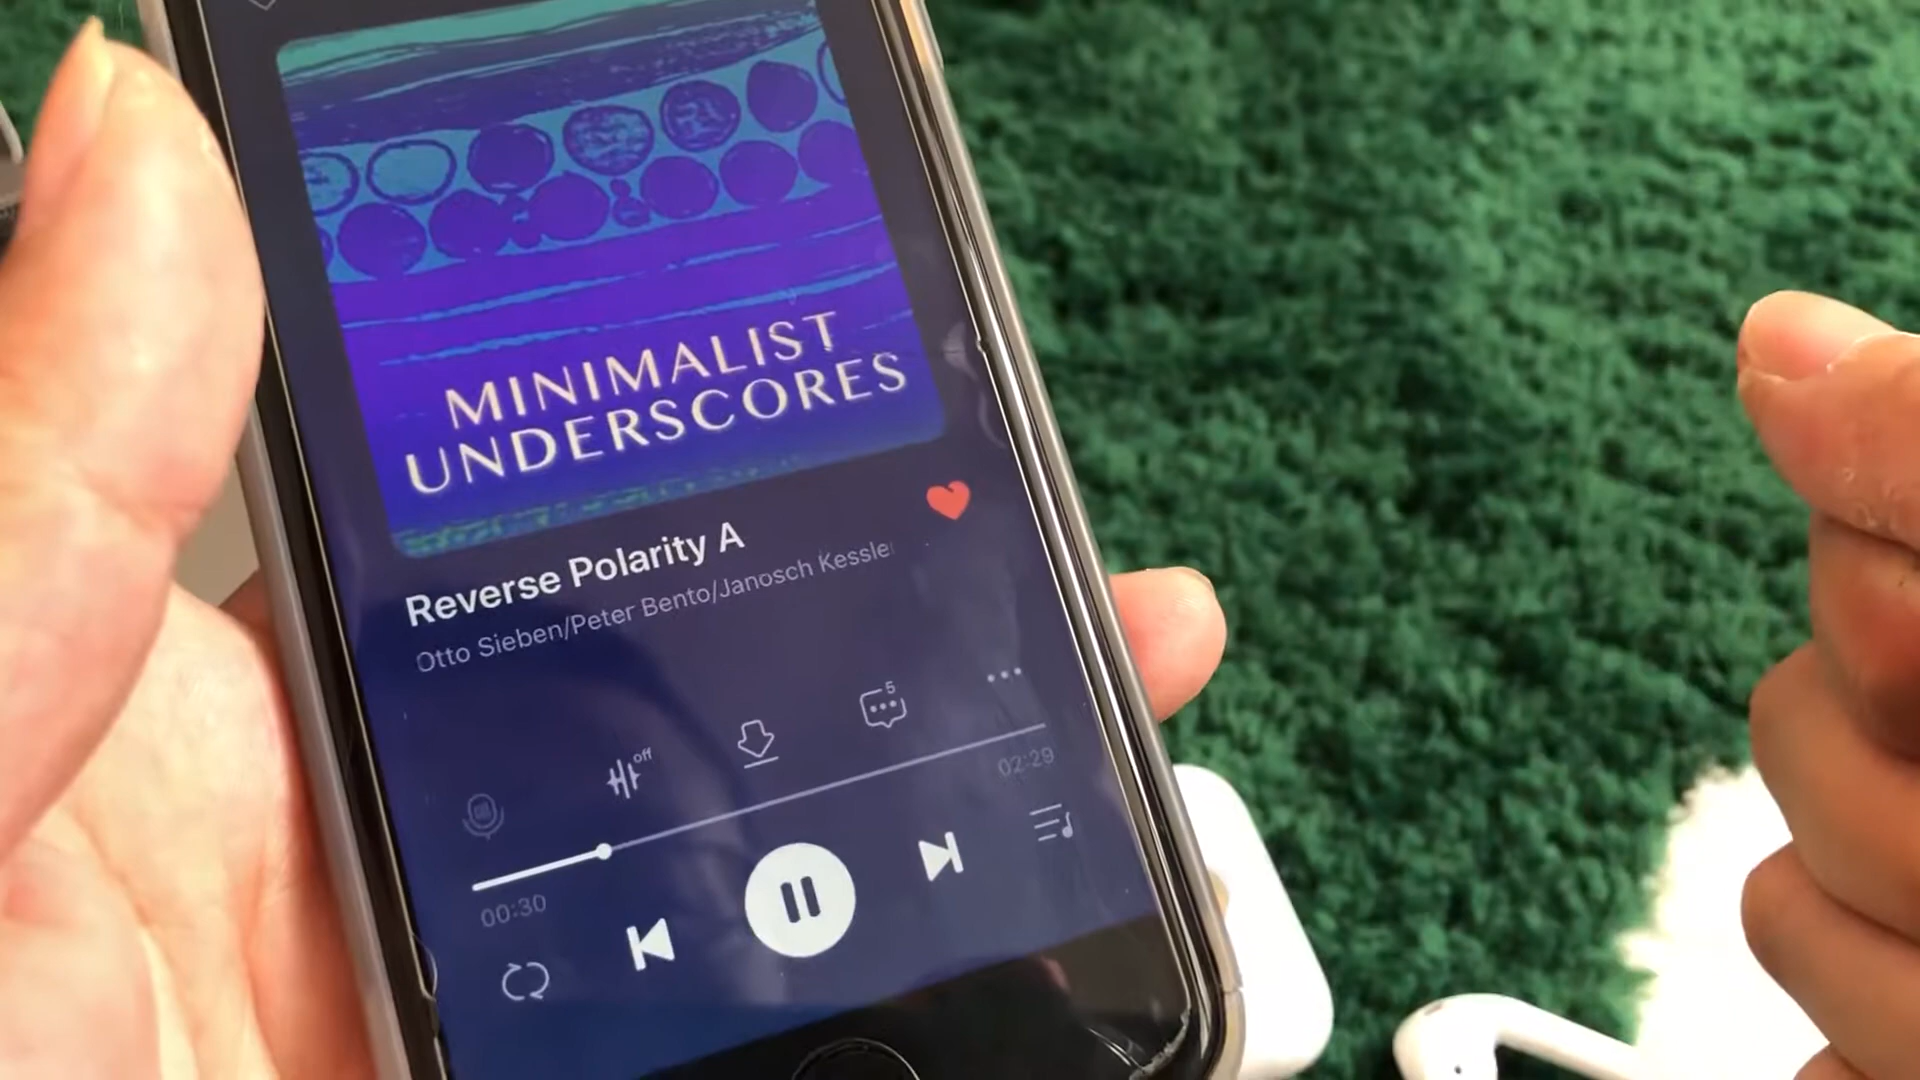 MINIMALIST
UNDERSCORES
Reverse Polarity A
Otto Sieben/Peter Bento/Janosch Kessle
off
5
02:29
00:30